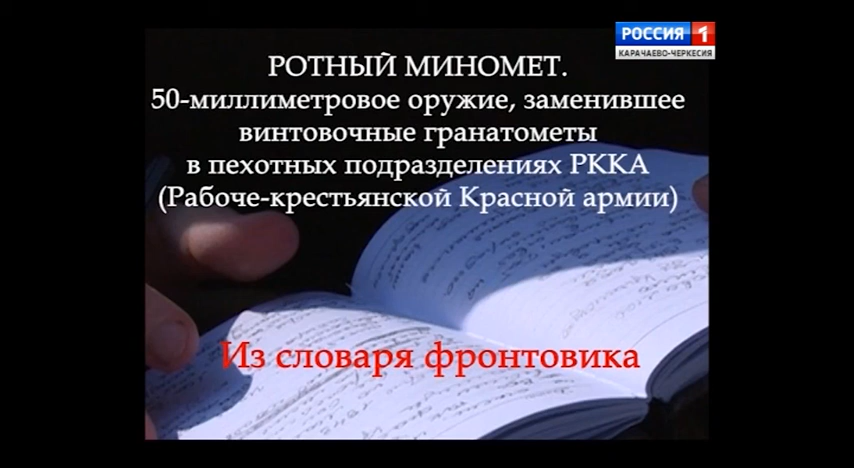 РОССИЯ 1
КАРАЧАЕВО-ЧЕРКЕСИЯ
РОТНЫЙ МИНОМЕТ.
50-миллиметровое оружие, заменившее
винтовочные гранатометы
в пехотных подразделениях РККА
(Рабоче-крестьянской Красной армии)
Из словаря фронтовика